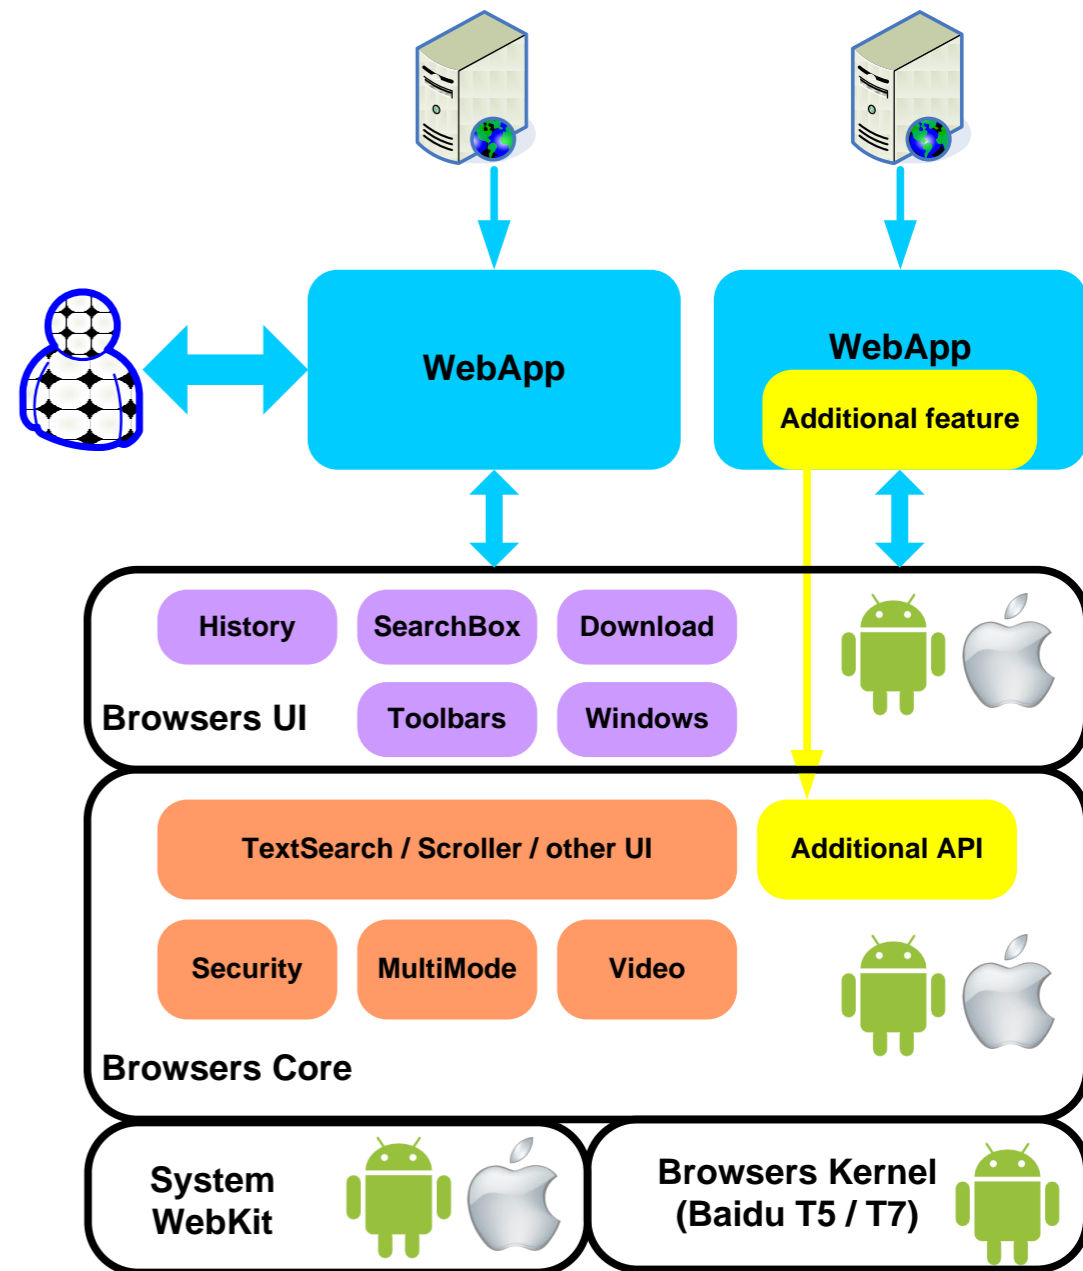 WebApp
WebApp
Additional feature
History
SearchBox
Download
Browsers UI
Toolbars
Windows
TextSearch / Scroller / other UI
Additional API
Security
MultiMode
Video
Browsers Core
System
WebKit
Browsers Kernel
(Baidu T5 / T7)